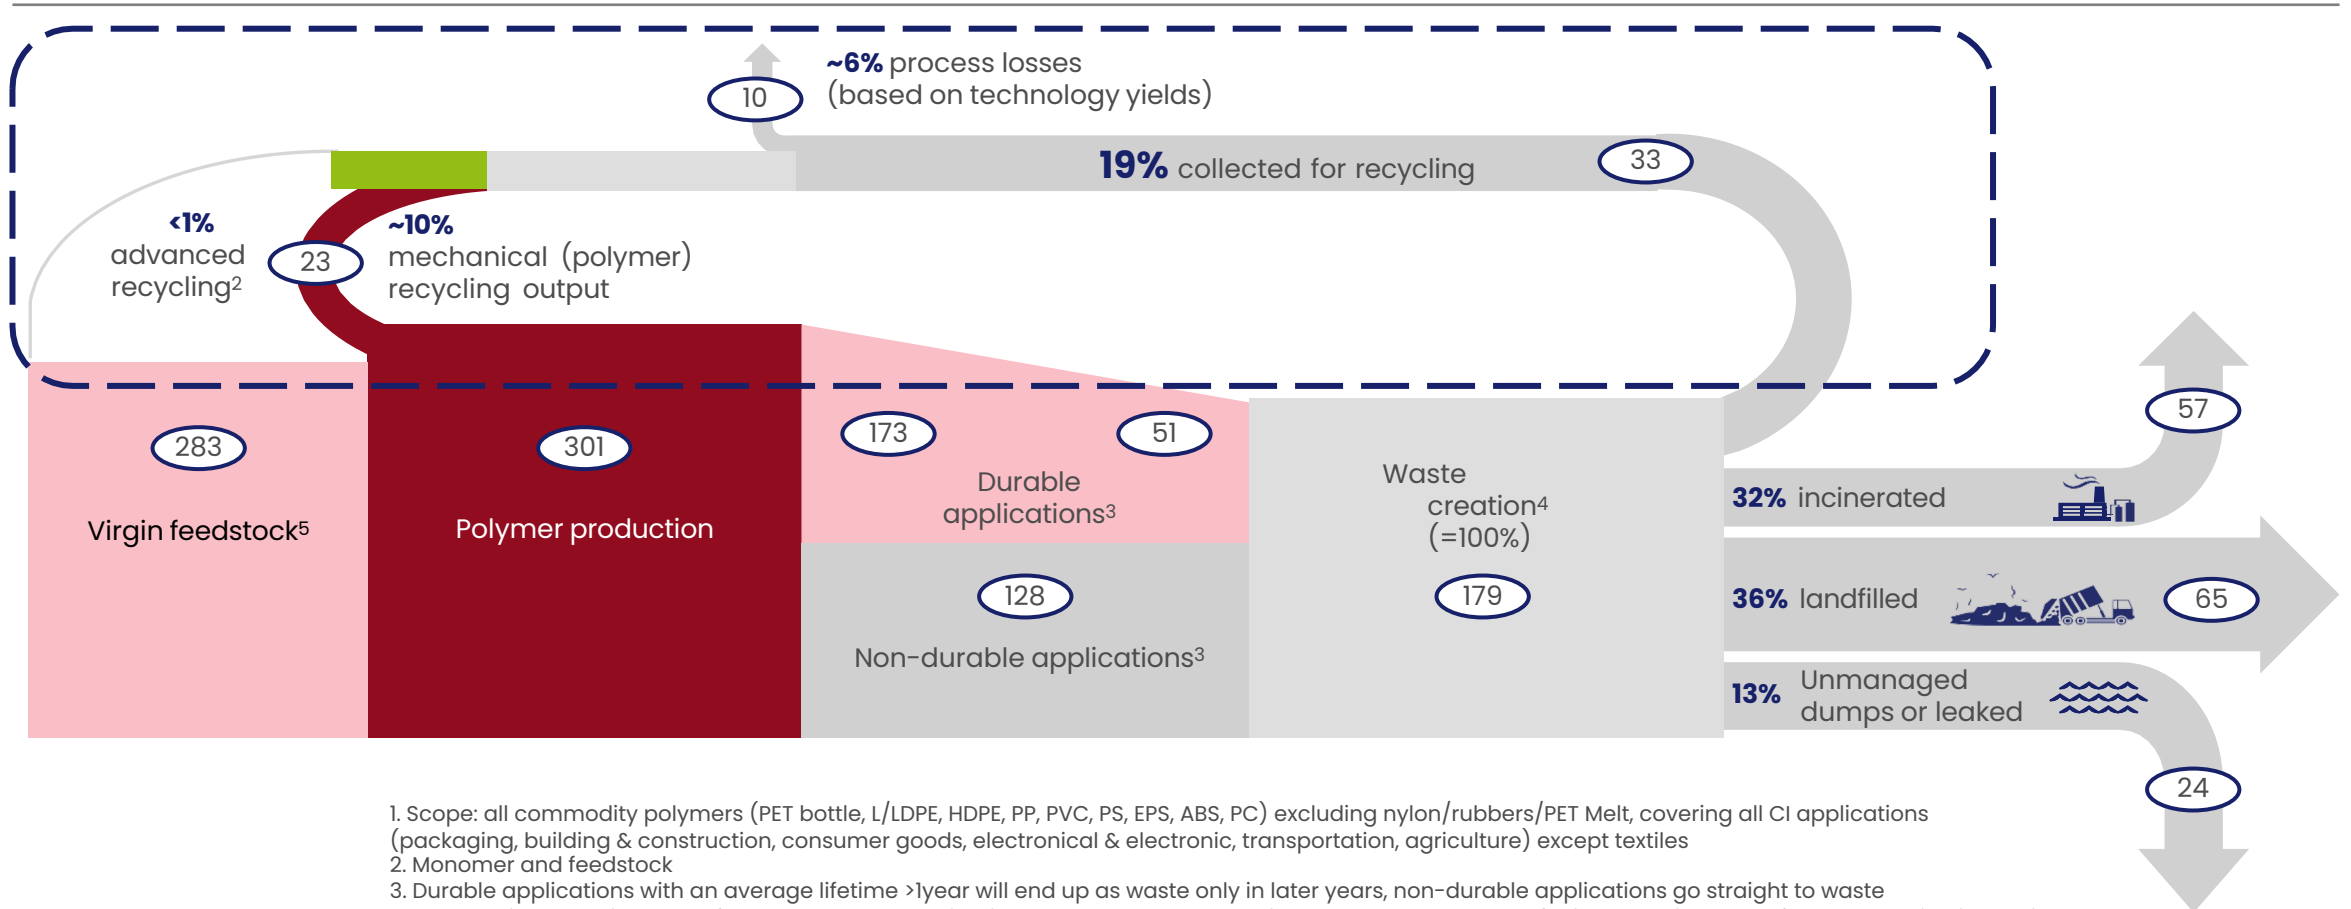 10
~6% process losses
(based on technology yields)
19% collected for recycling
33
<1%
advanced
recycling2
23
~10%
mechanical (polymer)
recycling output
283
Virgin feedstock5
301
Polymer production
173
51
Durable
applications3
128
Non-durable applications3
Waste
creation4
(=100%)
179
57
32% incinerated
36% landfilled
65
13% Unmanaged
dumps or leaked
24
1. Scope: all commodity polymers (PET bottle, L/LDPE, HDPE, PP, PVC, PS, EPS, ABS, PC) excluding nylon/rubbers/PET Melt, covering all CI applications
(packaging, building & construction, consumer goods, electronical & electronic, transportation, agriculture) except textiles
2. Monomer and feedstock
3. Durable applications with an average lifetime >1year will end up as waste only in later years, non-durable applications go straight to waste